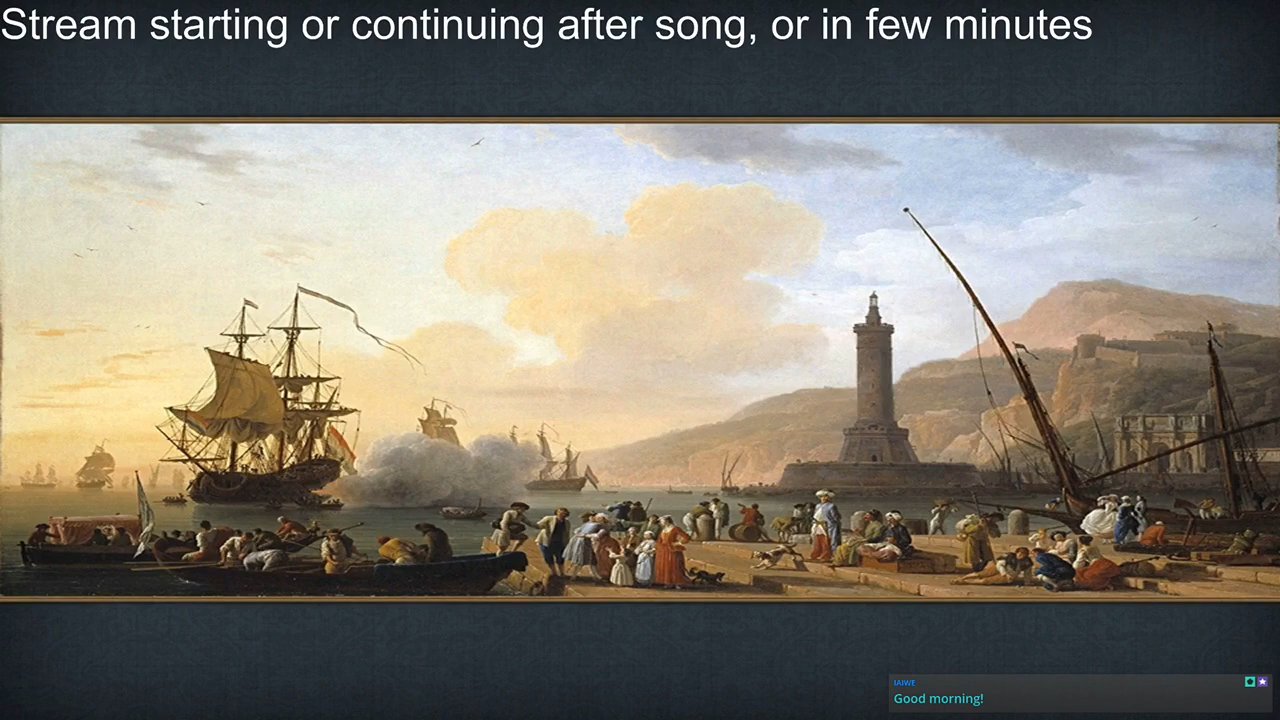 Stream starting or continuing after song, or in few minutes
IAIWE
Good morning!